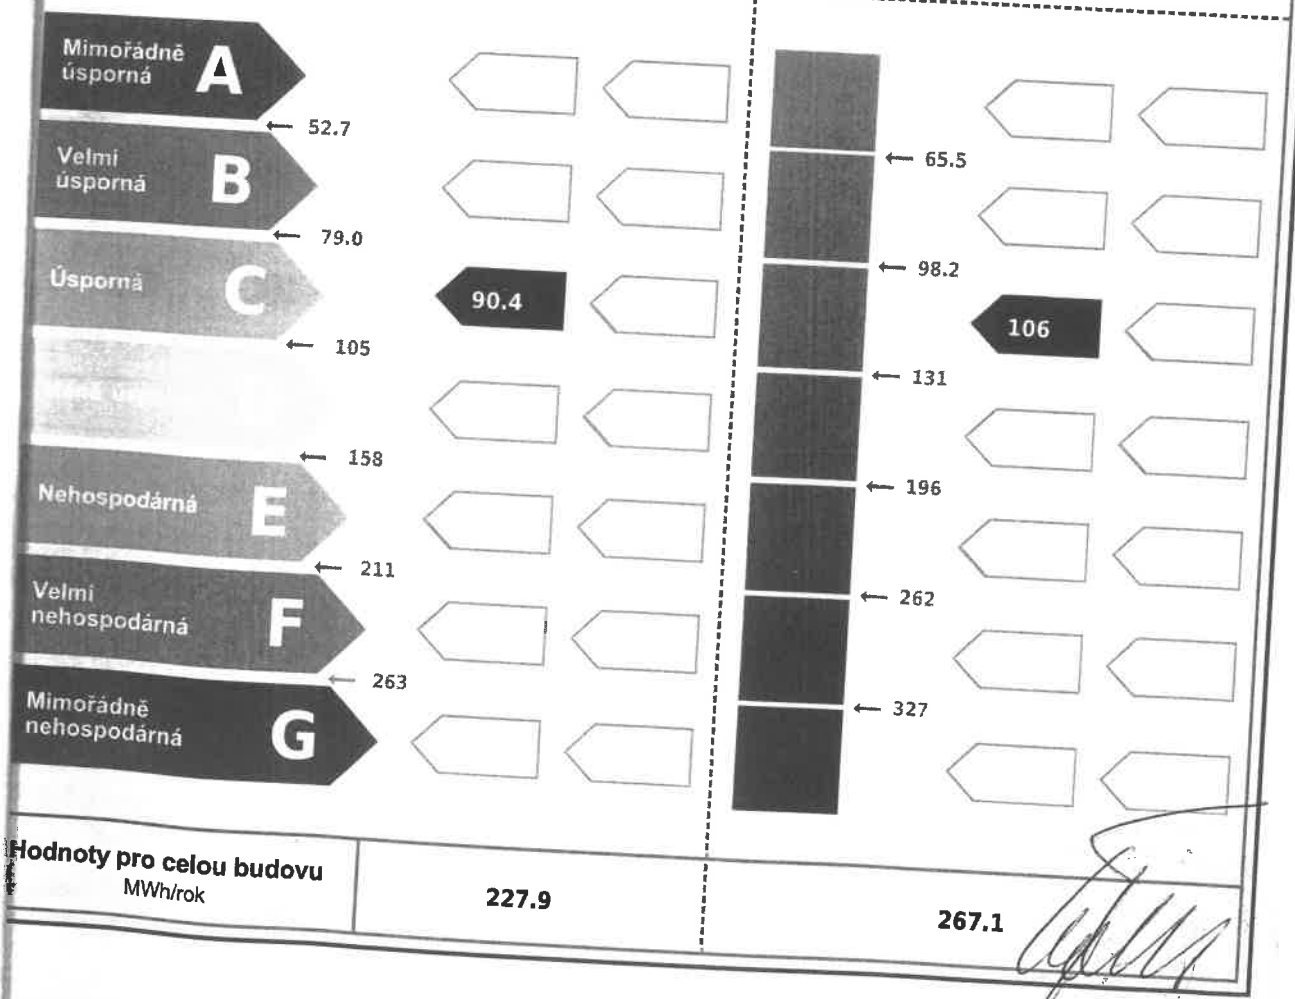 Mimořádně
úsporná
A
52.7
65.5
Velmi
úsporná
B
79.0
98.2
Úsporná
C
90.4
106
105
131
158
196
Nehospodárná
E
211
262
Velmi
nehospodárná
F
263
327
Mimořádně
nehospodárná
G
Hodnoty pro celou budovu
MWh/rok
227.9
267.1